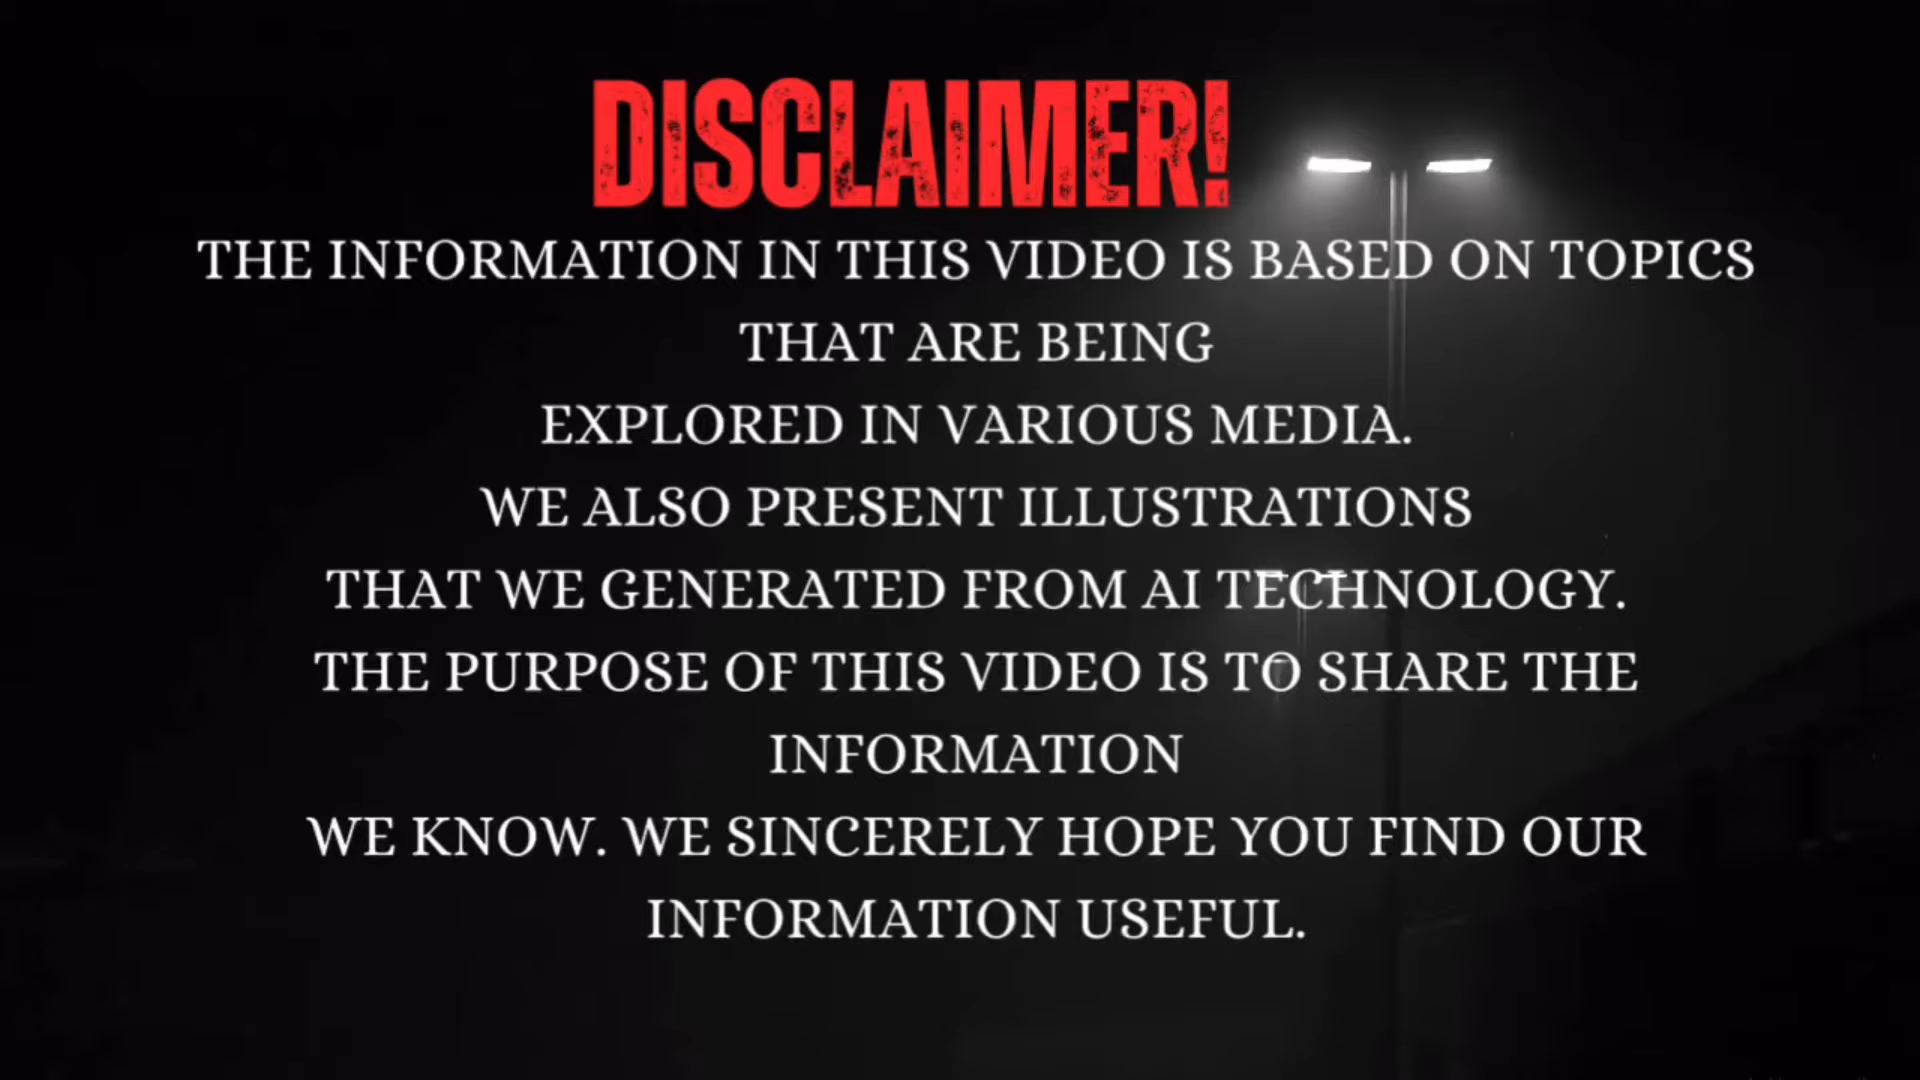 DISCLAIMER!
THE INFORMATION IN THIS VIDEO IS BASED ON TOPICS
THAT ARE BEING
EXPLORED IN VARIOUS MEDIA.
WE ALSO PRESENT ILLUSTRATIONS
THAT WE GENERATED FROM AI TECHNOLOGY.
THE PURPOSE OF THIS VIDEO IS TO SHARE THE
INFORMATION
WE KNOW. WE SINCERELY HOPE YOU FIND OUR
INFORMATION USEFUL.